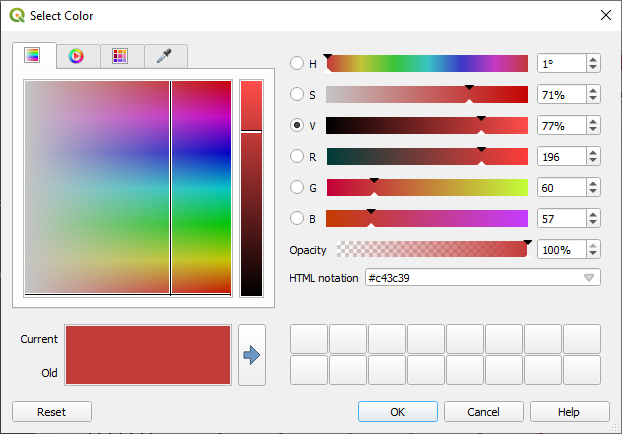 Select Color
H 1°
S 71%
V 77%
R 196
G 60
B 57
Opacity 100%
HTML notation #c43c39
Current
Old
Reset OK Cancel Help